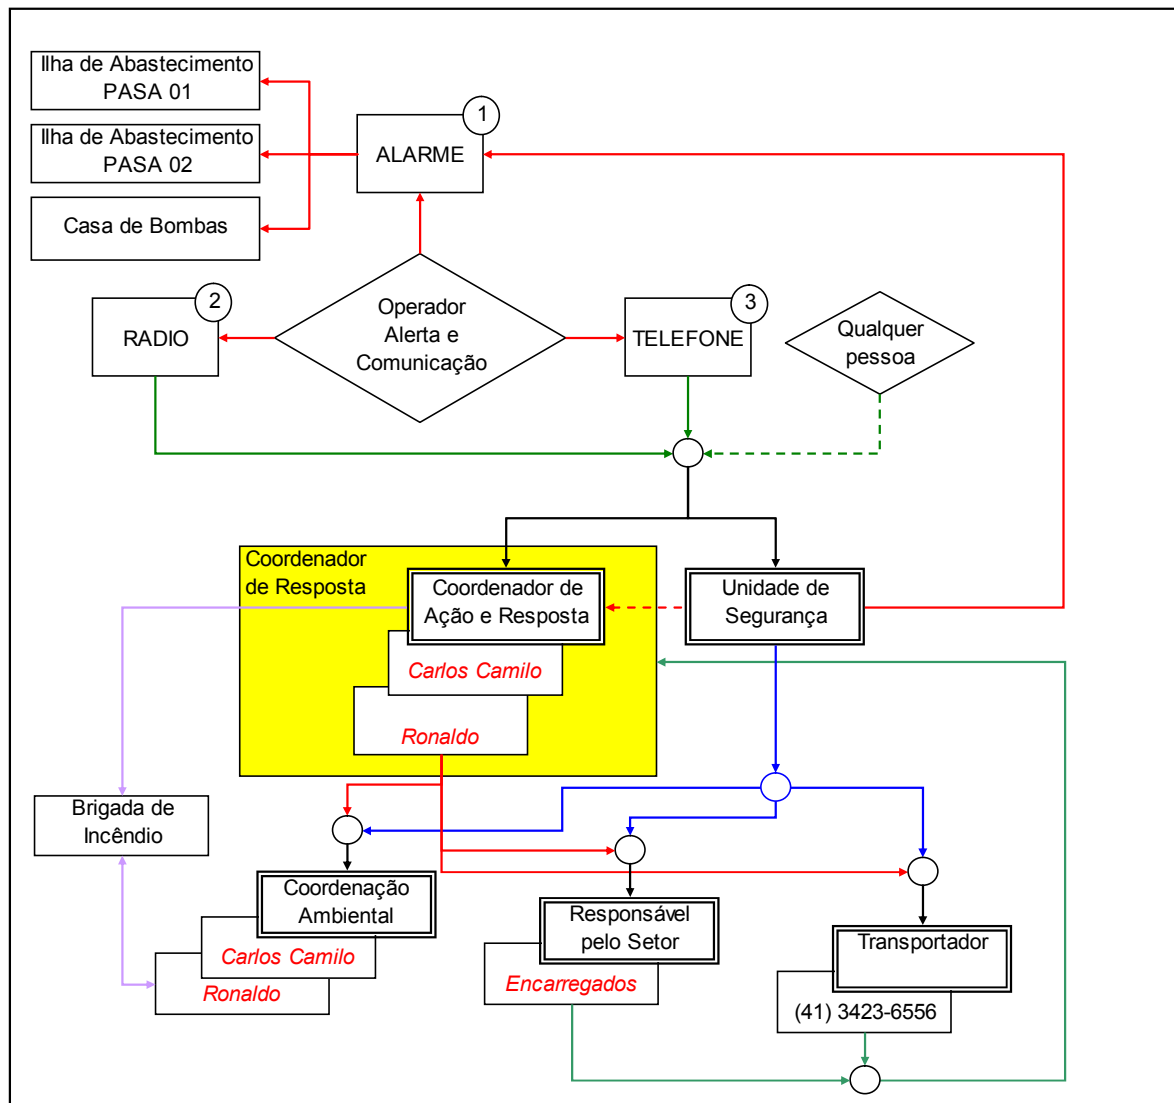 Ilha de Abastecimento
PASA 01
1
ALARME
Ilha de Abastecimento
PASA 02
Casa de Bombas
2
RADIO
Operador
Alerta e
Comunicação
3
TELEFONE
Qualquer
pessoa
Coordenador
de Resposta
Coordenador de
Ação e Resposta
Carlos Camilo
Ronaldo
Unidade de
Segurança
Brigada de
Incêndio
Coordenação
Ambiental
Carlos Camilo
Ronaldo
Responsável
pelo Setor
Encarregados
Transportador
(41) 3423-6556